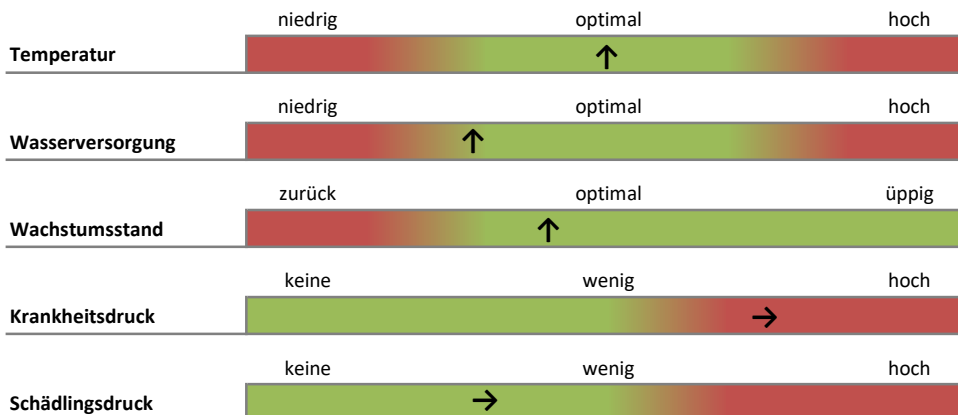 niedrig optimal hoch
Temperatur
niedrig optimal hoch
Wasserversorgung
zurück optimal üppig
Wachstumsstand
keine wenig hoch
Krankheitsdruck
keine wenig hoch
Schädlingsdruck